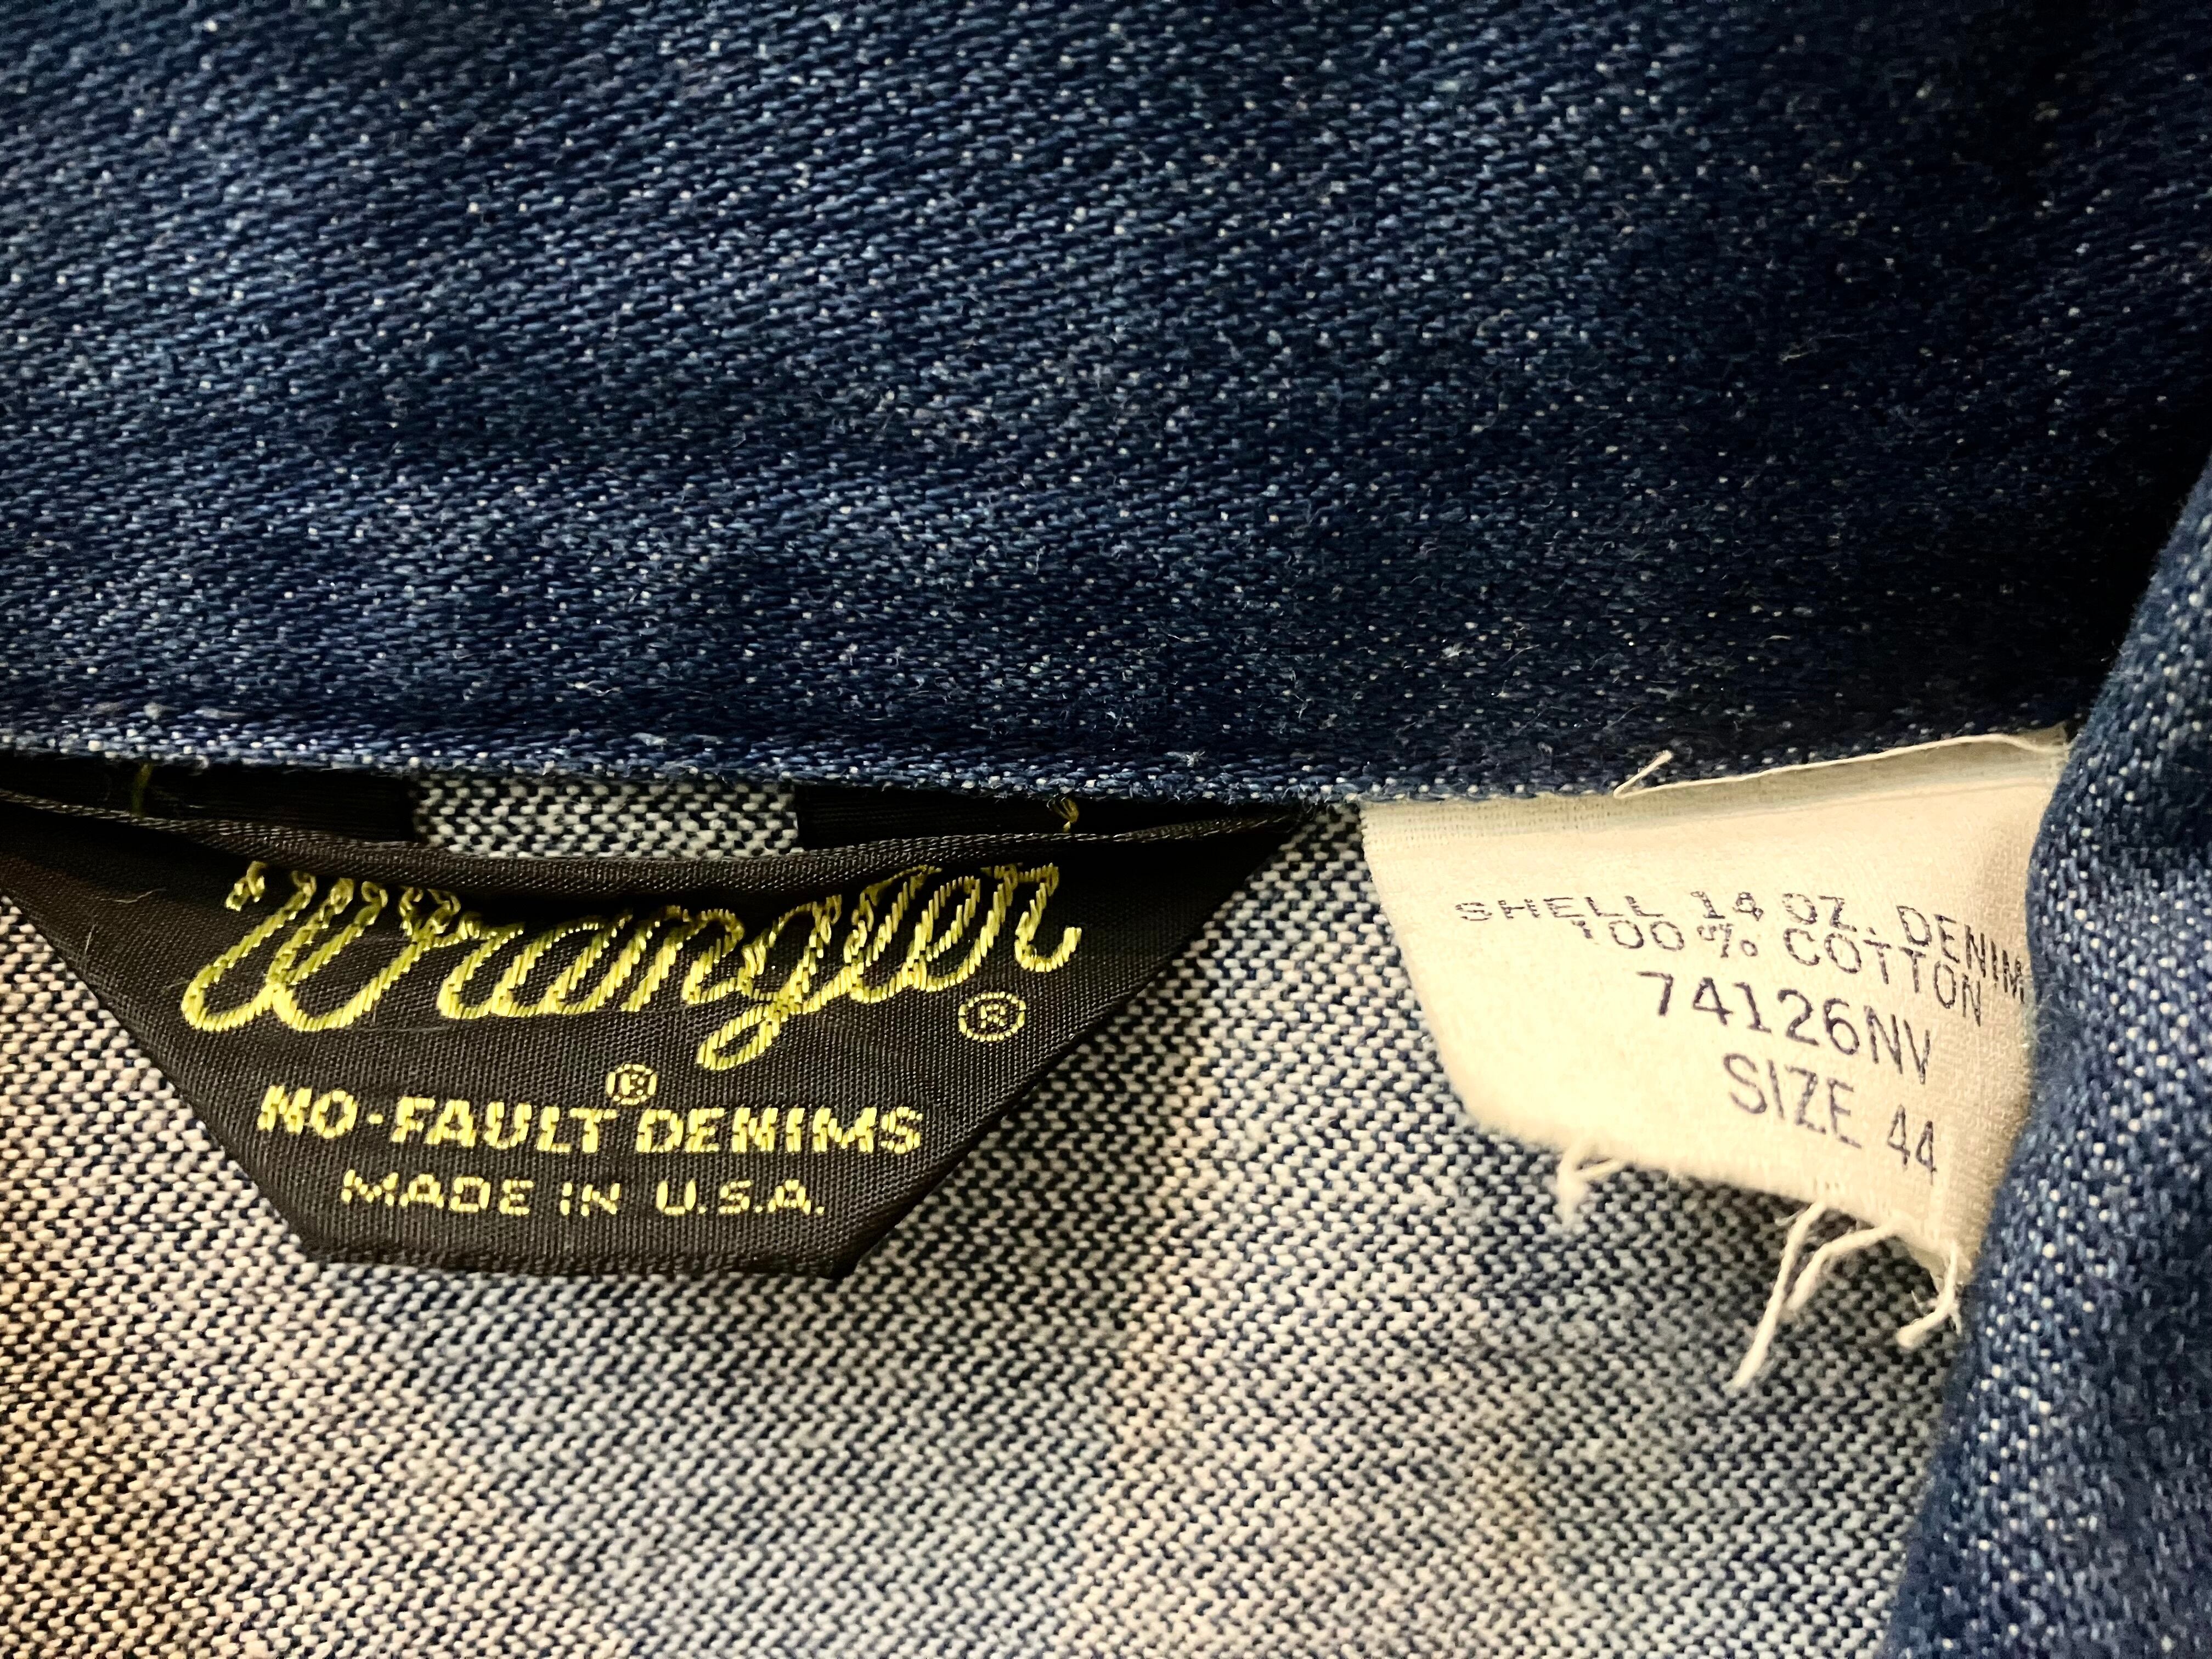 Wrangler®
NO-FAULT® DENIMS
MADE IN U.S.A.
SHELL 14 OZ. DENIM
100% COTTON
74126NV
SIZE 44